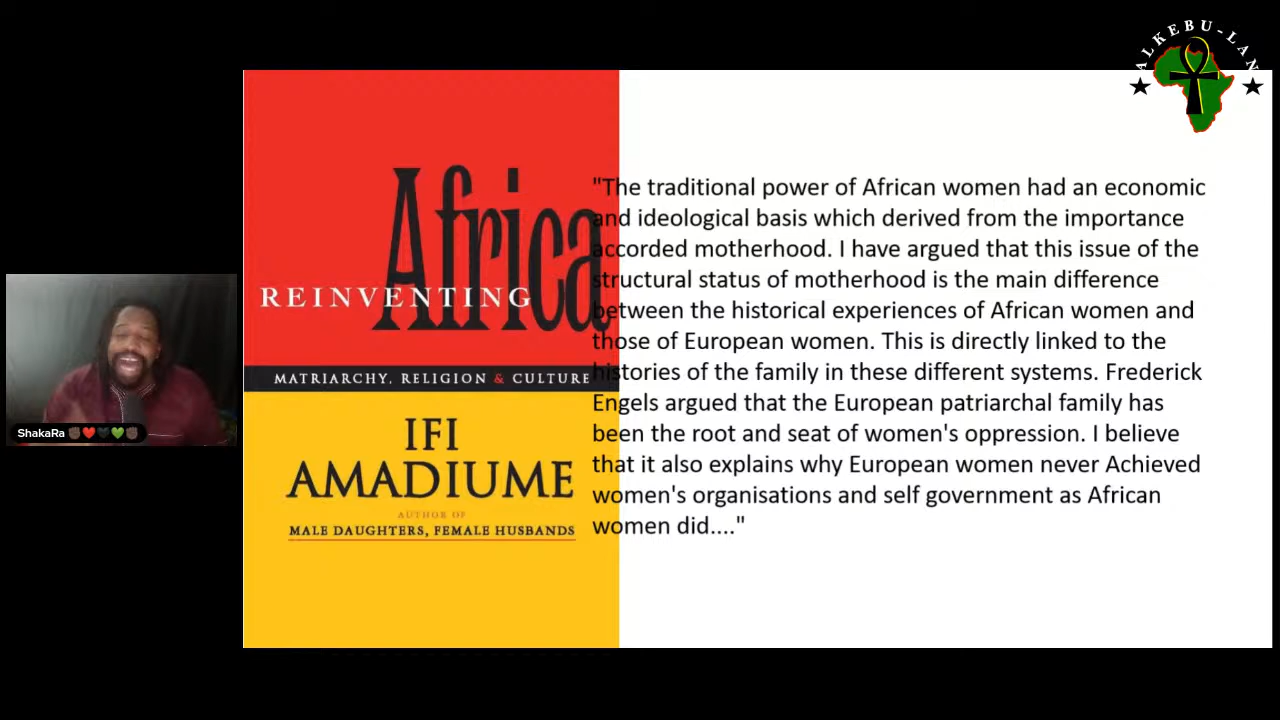 ALKEBU-LAN
REINVENTING
Africa
MATRIARCHY, RELIGION & CULTURE
IFI
AMADIUME
AUTHOR OF
MALE DAUGHTERS, FEMALE HUSBANDS
"The traditional power of African women had an economic
and ideological basis which derived from the importance
accorded motherhood. I have argued that this issue of the
structural status of motherhood is the main difference
between the historical experiences of African women and
those of European women. This is directly linked to the
histories of the family in these different systems. Frederick
Engels argued that the European patriarchal family has
been the root and seat of women's oppression. I believe
that it also explains why European women never Achieved
women's organisations and self government as African
women did...."
ShakaRa ✊🏿❤️🖤💚✊🏿